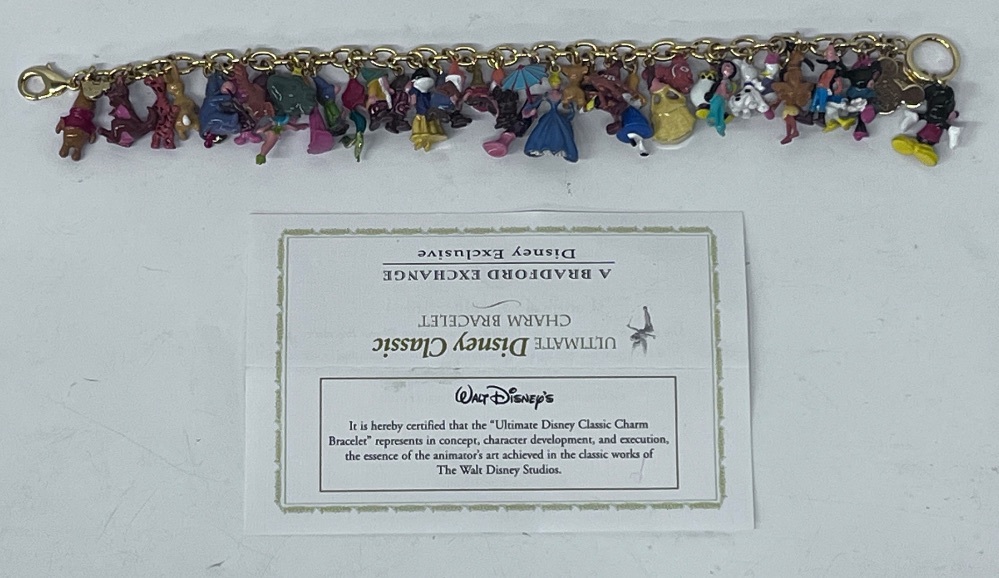 A BRADFORD EXCHANGE
Disney Exclusive
ULTIMATE Disney Classic
CHARM BRACELET
WALT DISNEY'S
It is hereby certified that the “Ultimate Disney Classic Charm
Bracelet” represents in concept, character development, and execution,
the essence of the animator's art achieved in the classic works of
The Walt Disney Studios.